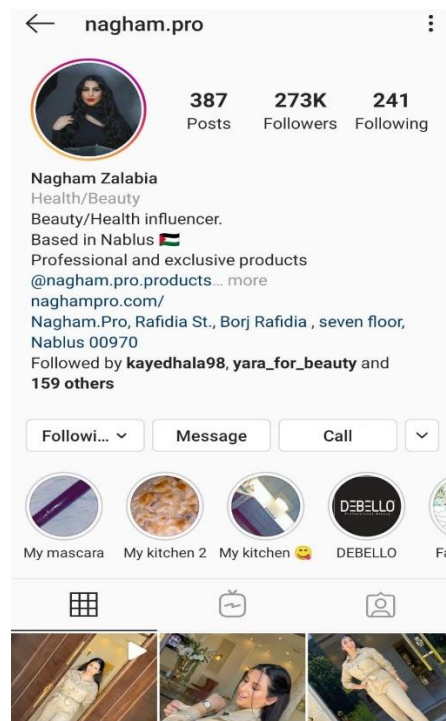 nagham.pro
387 273K 241
Posts Followers Following
Nagham Zalabia
Health/Beauty
Beauty/Health influencer.
Based in Nablus 🇵🇸
Professional and exclusive products
@nagham.pro.products... more
naghampro.com/
Nagham.Pro, Rafidia St., Borj Rafidia , seven floor,
Nablus 00970
Followed by kayedhala98, yara_for_beauty and
159 others
Followi... Message Call
DEBELLO
My mascara My kitchen 2 My kitchen 😋 DEBELLO Fa